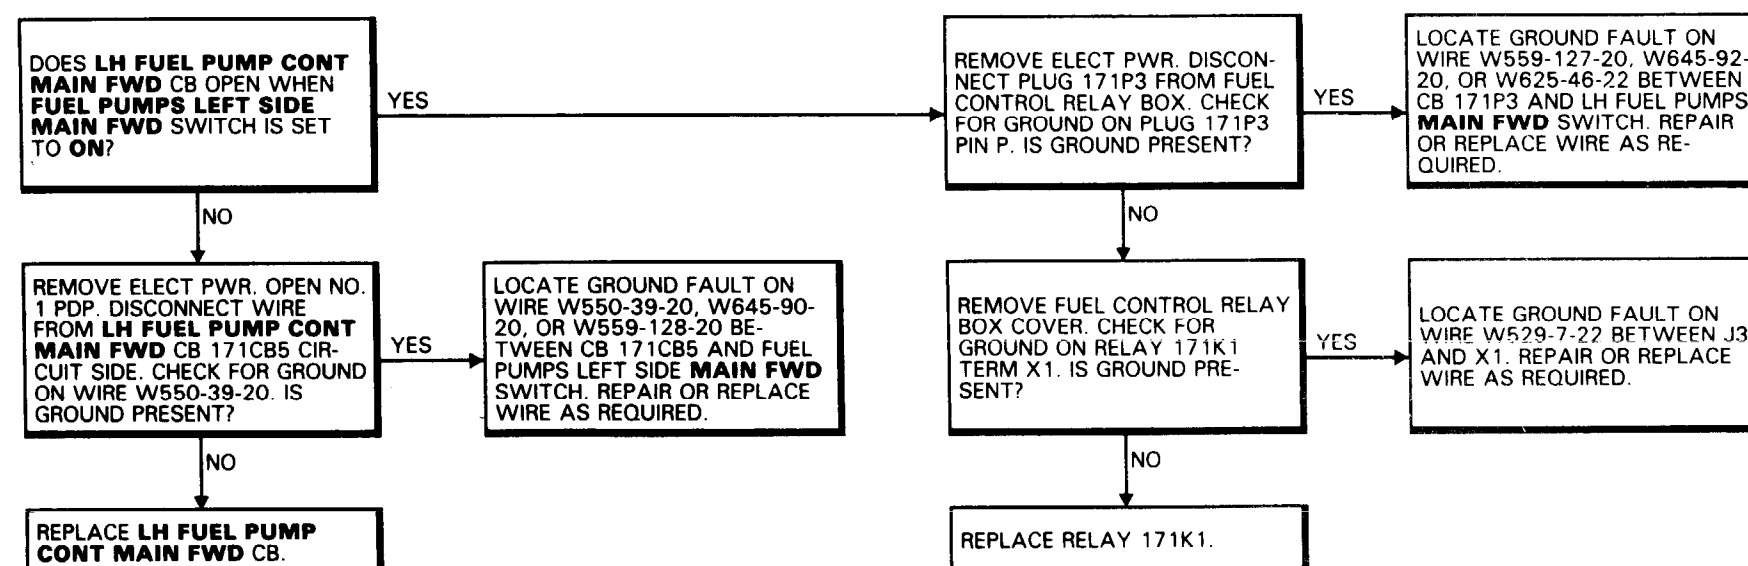 DOES LH FUEL PUMP CONT
MAIN FWD CB OPEN WHEN
FUEL PUMPS LEFT SIDE
MAIN FWD SWITCH IS SET
TO ON?
YES
REMOVE ELECT PWR. DISCON-
NECT PLUG 171P3 FROM FUEL
CONTROL RELAY BOX. CHECK
FOR GROUND ON PLUG 171P3
PIN P. IS GROUND PRESENT?
YES
LOCATE GROUND FAULT ON
WIRE W559-127-20, W645-92-
20, OR W625-46-22 BETWEEN
CB 171P3 AND LH FUEL PUMPS
MAIN FWD SWITCH. REPAIR
OR REPLACE WIRE AS RE-
QUIRED.
NO
NO
REMOVE ELECT PWR. OPEN NO.
1 PDP. DISCONNECT WIRE
FROM LH FUEL PUMP CONT
MAIN FWD CB 171CB5 CIR-
CUIT SIDE. CHECK FOR GROUND
ON WIRE W550-39-20. IS
GROUND PRESENT?
YES
LOCATE GROUND FAULT ON
WIRE W550-39-20, W645-90-
20, OR W559-128-20 BE-
TWEEN CB 171CB5 AND FUEL
PUMPS LEFT SIDE MAIN FWD
SWITCH. REPAIR OR REPLACE
WIRE AS REQUIRED.
REMOVE FUEL CONTROL RELAY
BOX COVER. CHECK FOR
GROUND ON RELAY 171K1
TERM X1. IS GROUND PRE-
SENT?
YES
LOCATE GROUND FAULT ON
WIRE W529-7-22 BETWEEN J3
AND X1. REPAIR OR REPLACE
WIRE AS REQUIRED.
NO
NO
REPLACE LH FUEL PUMP
CONT MAIN FWD CB.
REPLACE RELAY 171K1.